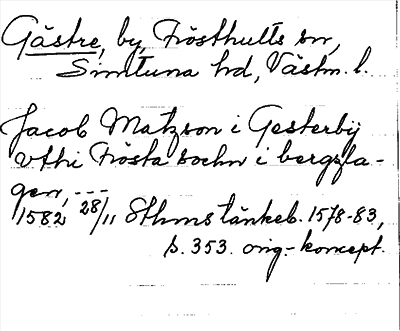 Gästre, by, Frösthults sn,
Simtuna hd, Västm. l.
Jacob Matzson i Gesterby
vthi Frösta sochn i bergzla-
gen, ---
1582 28/11 Sthms tänkeb. 1578-83,
s. 353. orig.-koncept.